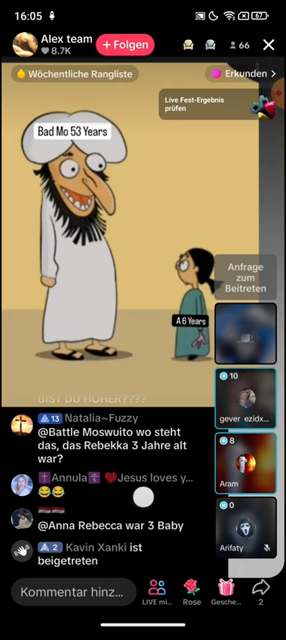 16:05
67
Alex team
8.7K
+ Folgen
66
Wöchentliche Rangliste
Erkunden
Live Fest-Ergebnis
prüfen
Bad Mo 53 Years
A 6 Years
Anfrage
zum
Beitreten
BIST DU HÖHER????
10
gever ezidx...
8
Aram
0
Arifaty
13 Natalia~Fuzzy
@Battle Moswuito wo steht
das, das Rebekka 3 Jahre alt
war?
Annula ❤️Jesus loves y...
😂😂
@Anna Rebecca war 3 Baby
2 Kavin Xanki ist
beigetreten
Kommentar hinz...
LIVE mi...
Rose
Gesche...
2